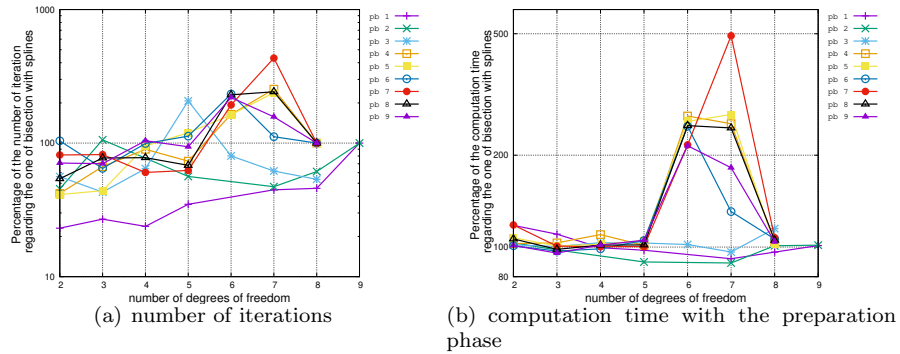 Percentage of the number of iteration
regarding the one of bisection with splines
1000
100
10
2 3 4 5 6 7 8 9
number of degrees of freedom
pb 1
pb 2
pb 3
pb 4
pb 5
pb 6
pb 7
pb 8
pb 9
(a) number of iterations
Percentage of the computation time
regarding the one of bisection with splines
500
200
100
80
2 3 4 5 6 7 8 9
number of degrees of freedom
pb 1
pb 2
pb 3
pb 4
pb 5
pb 6
pb 7
pb 8
pb 9
(b) computation time with the preparation
phase